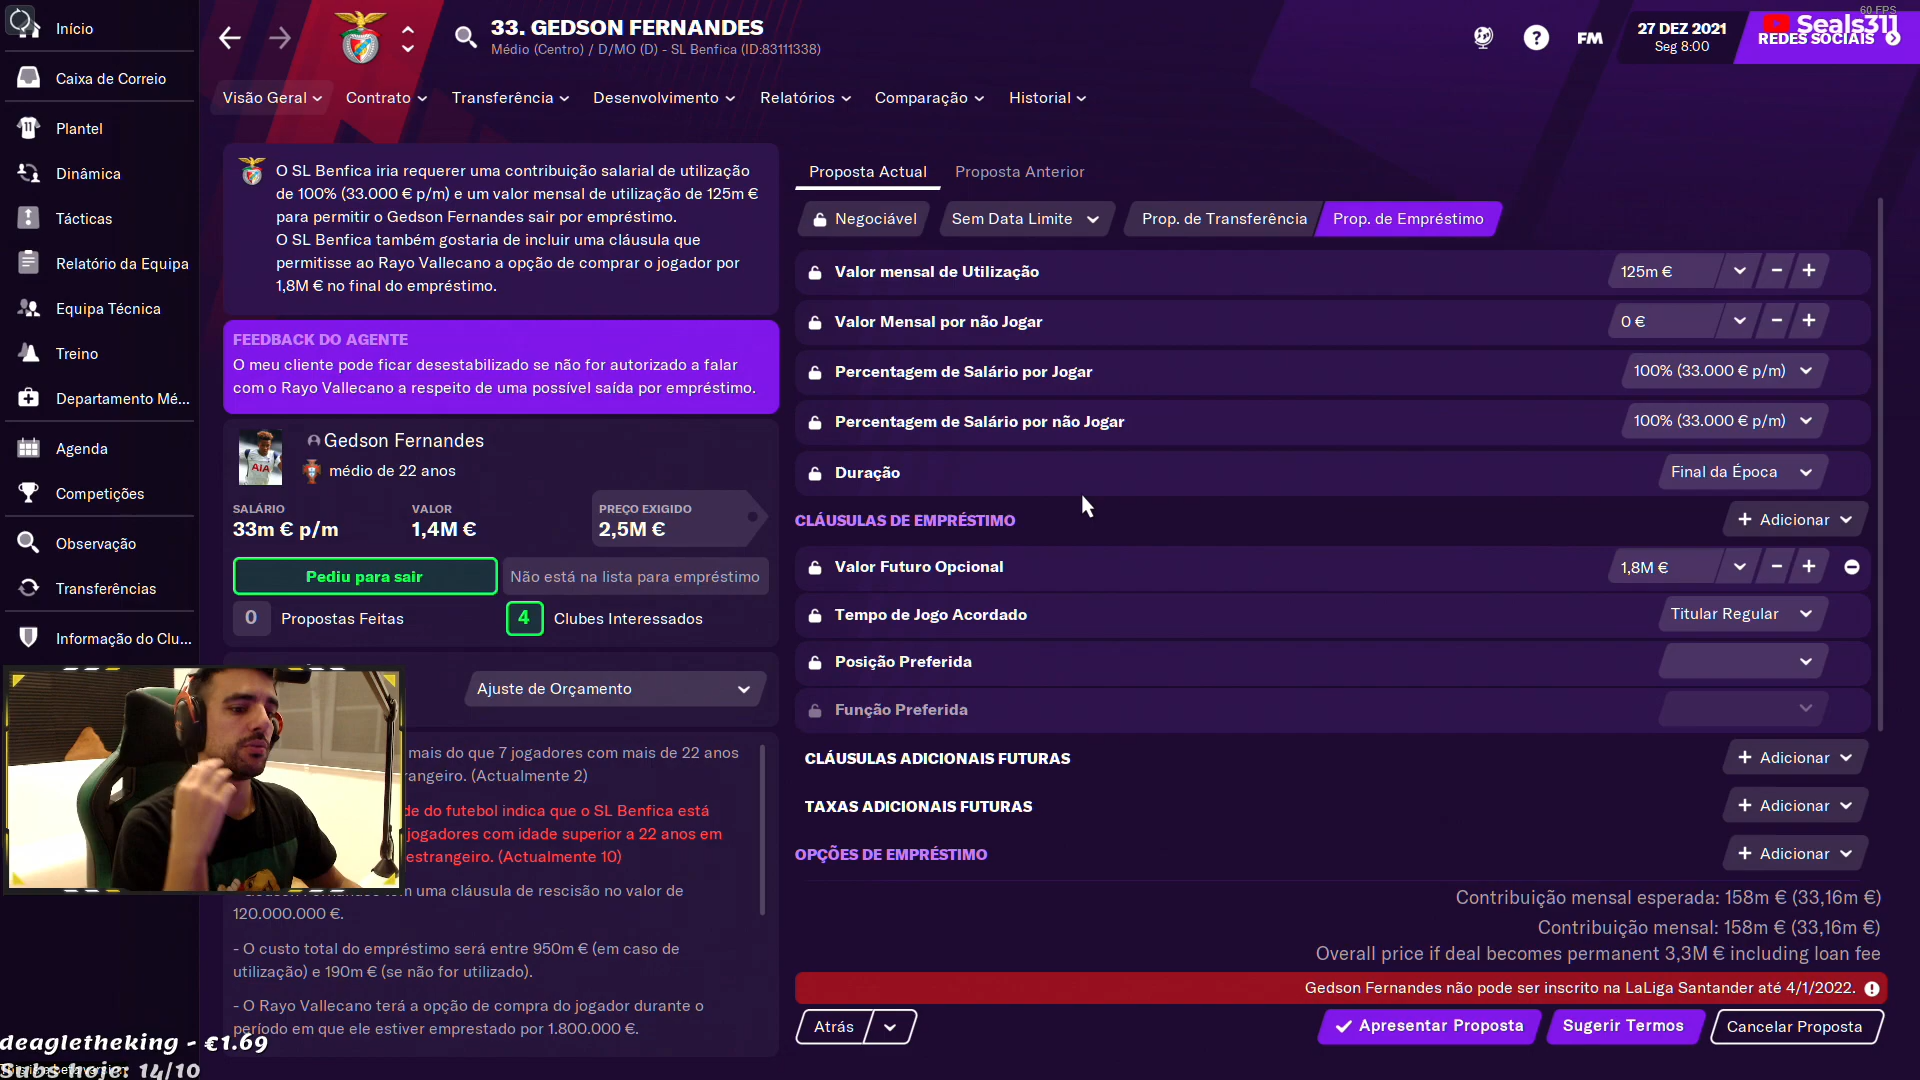 Início
Caixa de Correio
Plantel
Dinâmica
Tácticas
Relatório da Equipa
Equipa Técnica
Treino
Departamento Mé...
Agenda
Competições
Observação
Transferências
Informação do Clu...
33. GEDSON FERNANDES
Médio (Centro) / D/MO (D) - SL Benfica (ID:83111338)
FM
27 DEZ 2021
Seg 8:00
60 FPS
Seals311
REDES SOCIAIS
Visão Geral
Contrato
Transferência
Desenvolvimento
Relatórios
Comparação
Historial
O SL Benfica iria requerer uma contribuição salarial de utilização
de 100% (33.000 € p/m) e um valor mensal de utilização de 125m €
para permitir o Gedson Fernandes sair por empréstimo.
O SL Benfica também gostaria de incluir uma cláusula que
permitisse ao Rayo Vallecano a opção de comprar o jogador por
1,8M € no final do empréstimo.
FEEDBACK DO AGENTE
O meu cliente pode ficar desestabilizado se não for autorizado a falar
com o Rayo Vallecano a respeito de uma possível saída por empréstimo.
Gedson Fernandes
médio de 22 anos
AIA
SALÁRIO
33m € p/m
VALOR
1,4M €
PREÇO EXIGIDO
2,5M €
Pediu para sair
Não está na lista para empréstimo
0 Propostas Feitas
4 Clubes Interessados
Ajuste de Orçamento
mais do que 7 jogadores com mais de 22 anos
rangeiro. (Actualmente 2)
de do futebol indica que o SL Benfica está
jogadores com idade superior a 22 anos em
estrangeiro. (Actualmente 10)
- Gedson Fernandes tem uma cláusula de rescisão no valor de
120.000.000 €.
- O custo total do empréstimo será entre 950m € (em caso de
utilização) e 190m € (se não for utilizado).
- O Rayo Vallecano terá a opção de compra do jogador durante o
período em que ele estiver emprestado por 1.800.000 €.
Proposta Actual
Proposta Anterior
Negociável
Sem Data Limite
Prop. de Transferência
Prop. de Empréstimo
Valor mensal de Utilização
125m €
Valor Mensal por não Jogar
0 €
Percentagem de Salário por Jogar
100% (33.000 € p/m)
Percentagem de Salário por não Jogar
100% (33.000 € p/m)
Duração
Final da Época
CLÁUSULAS DE EMPRÉSTIMO
Adicionar
Valor Futuro Opcional
1,8M €
Tempo de Jogo Acordado
Titular Regular
Posição Preferida
Função Preferida
CLÁUSULAS ADICIONAIS FUTURAS
Adicionar
TAXAS ADICIONAIS FUTURAS
Adicionar
OPÇÕES DE EMPRÉSTIMO
Adicionar
Contribuição mensal esperada: 158m € (33,16m €)
Contribuição mensal: 158m € (33,16m €)
Overall price if deal becomes permanent 3,3M € including loan fee
Gedson Fernandes não pode ser inscrito na LaLiga Santander até 4/1/2022.
Atrás
Apresentar Proposta
Sugerir Termos
Cancelar Proposta
deagletheking - €1.69
Subs hoje: 14/10